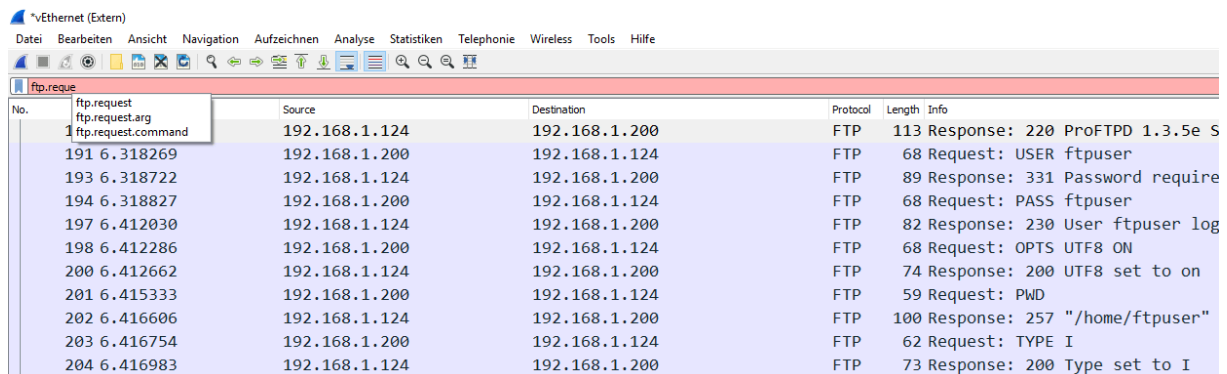 *vEthernet (Extern)
Datei Bearbeiten Ansicht Navigation Aufzeichnen Analyse Statistiken Telephonie Wireless Tools Hilfe
ftp.reque
ftp.request
ftp.request.arg
ftp.request.command
No. Source Destination Protocol Length Info
1 192.168.1.124 192.168.1.200 FTP 113 Response: 220 ProFTPD 1.3.5e S
191 6.318269 192.168.1.200 192.168.1.124 FTP 68 Request: USER ftpuser
193 6.318722 192.168.1.124 192.168.1.200 FTP 89 Response: 331 Password require
194 6.318827 192.168.1.200 192.168.1.124 FTP 68 Request: PASS ftpuser
197 6.412030 192.168.1.124 192.168.1.200 FTP 82 Response: 230 User ftpuser log
198 6.412286 192.168.1.200 192.168.1.124 FTP 68 Request: OPTS UTF8 ON
200 6.412662 192.168.1.124 192.168.1.200 FTP 74 Response: 200 UTF8 set to on
201 6.415333 192.168.1.200 192.168.1.124 FTP 59 Request: PWD
202 6.416606 192.168.1.124 192.168.1.200 FTP 100 Response: 257 "/home/ftpuser"
203 6.416754 192.168.1.200 192.168.1.124 FTP 62 Request: TYPE I
204 6.416983 192.168.1.124 192.168.1.200 FTP 73 Response: 200 Type set to I